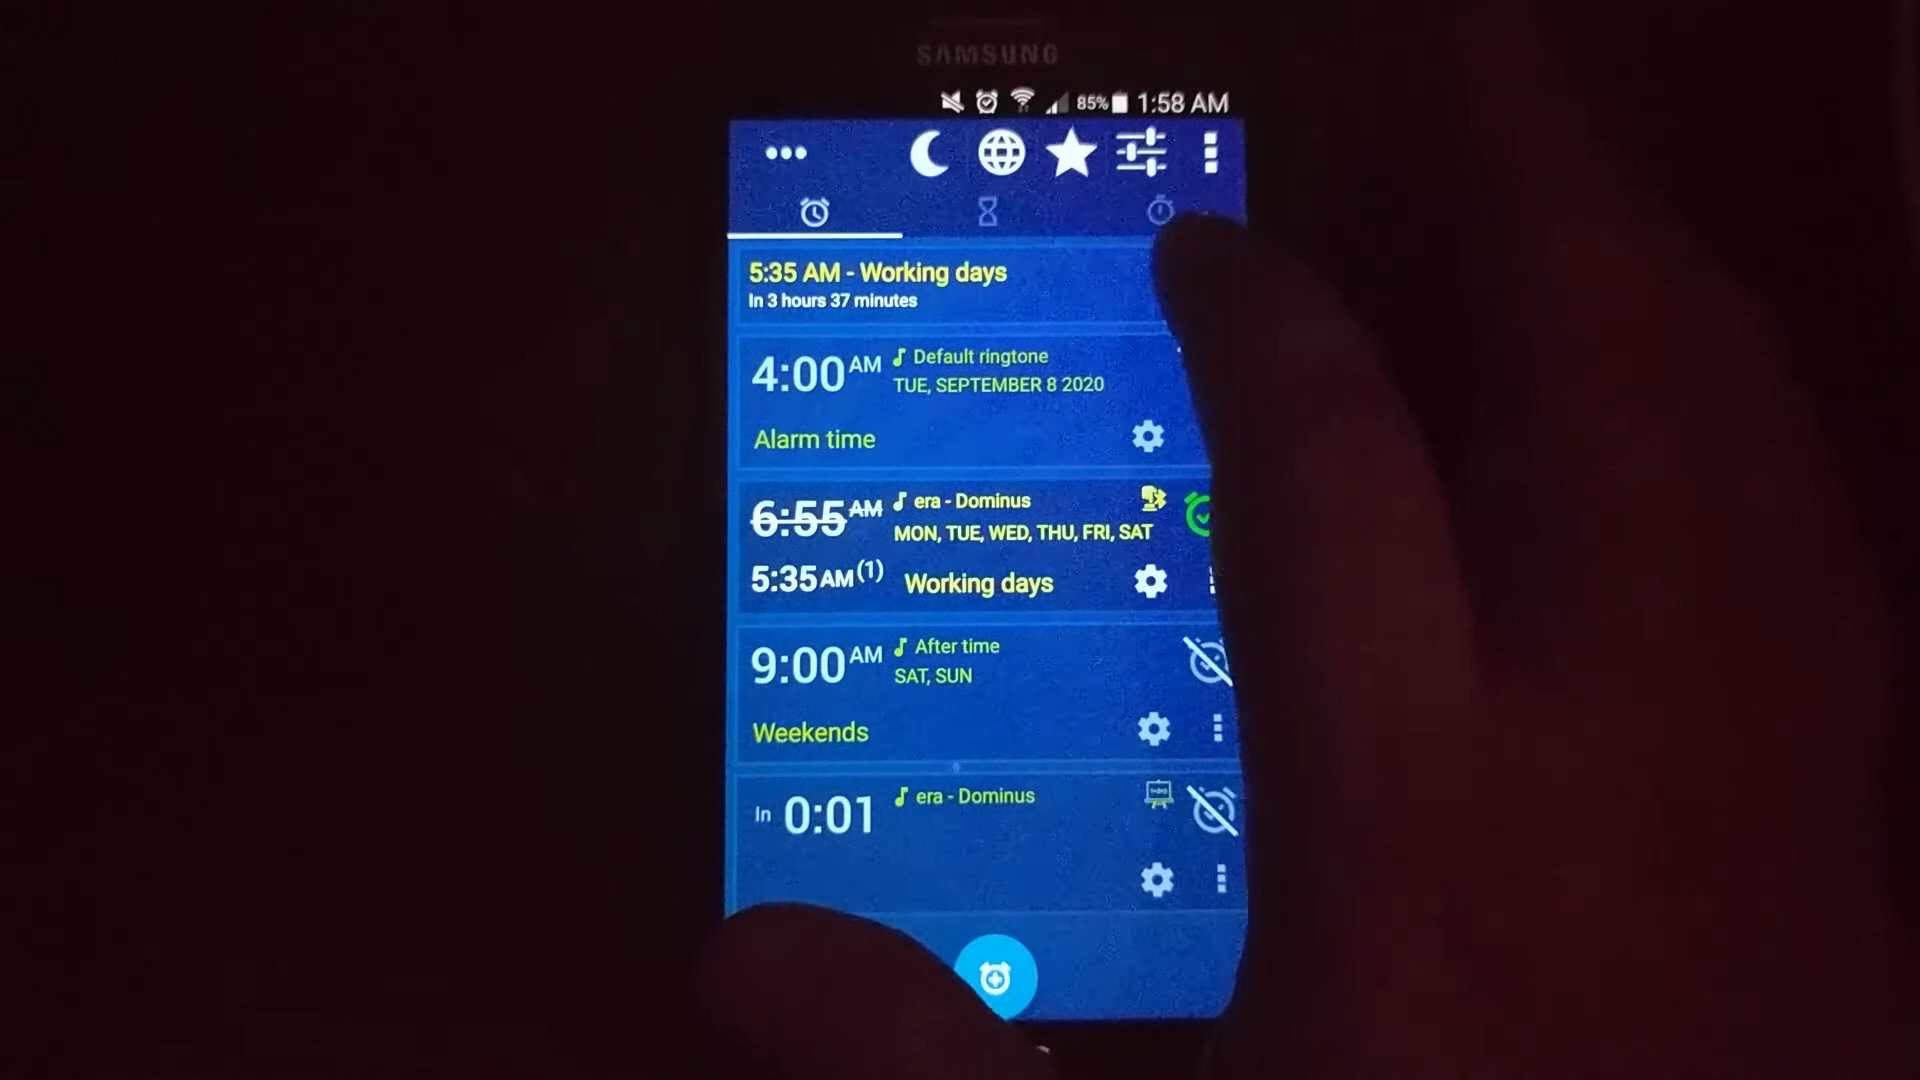 SAMSUNG
85% 1:58 AM
5:35 AM - Working days
In 3 hours 37 minutes
4:00 AM Default ringtone
TUE, SEPTEMBER 8 2020
Alarm time
6:55 AM era - Dominus
MON, TUE, WED, THU, FRI, SAT
5:35 AM (1) Working days
9:00 AM After time
SAT, SUN
Weekends
In 0:01 era - Dominus